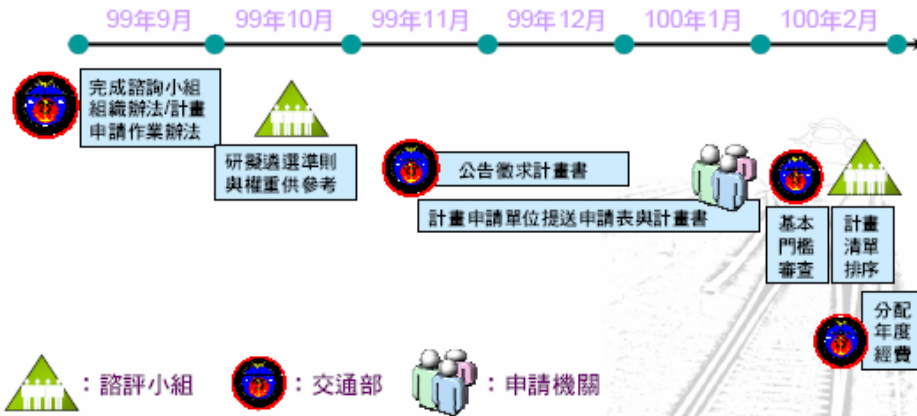 99年9月 99年10月 99年11月 99年12月 100年1月 100年2月
完成諮詢小組
組織辦法/計畫
申請作業辦法
研擬遴選準則
與權重供參考
公告徵求計畫書
計畫申請單位提送申請表與計畫書
基本
門檻
審查
計畫
清單
排序
分配
年度
經費
：諮評小組 ：交通部 ：申請機關